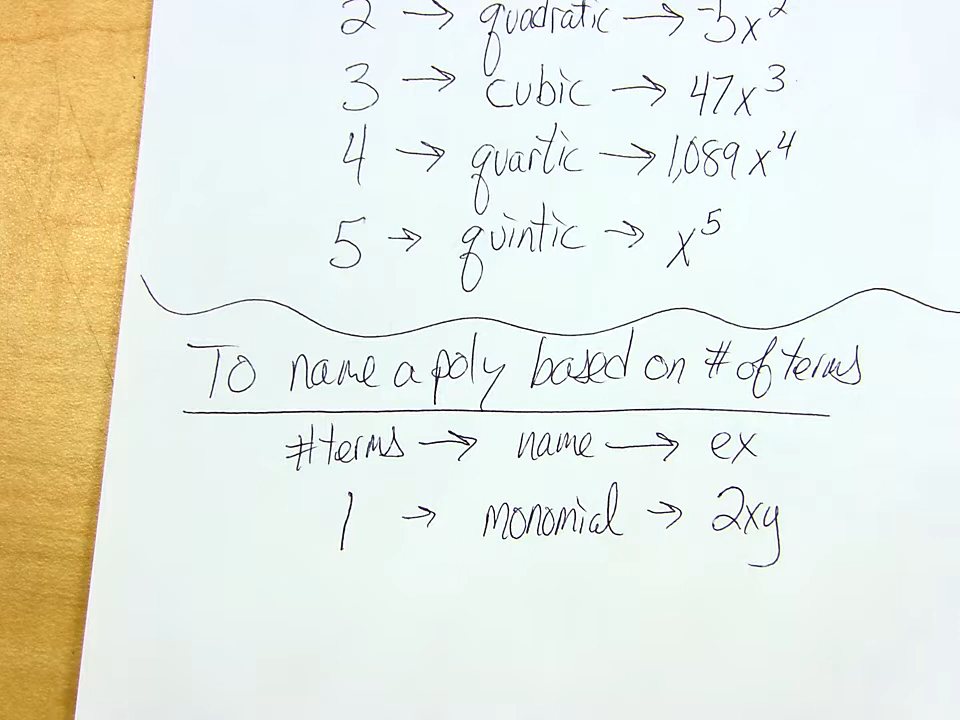 2 → quadratic → -5x²
3 → cubic → 47x³
4 → quartic → 1,089x⁴
5 → quintic → x⁵
To name a poly based on # of terms
# terms → name → ex
1 → monomial → 2xy